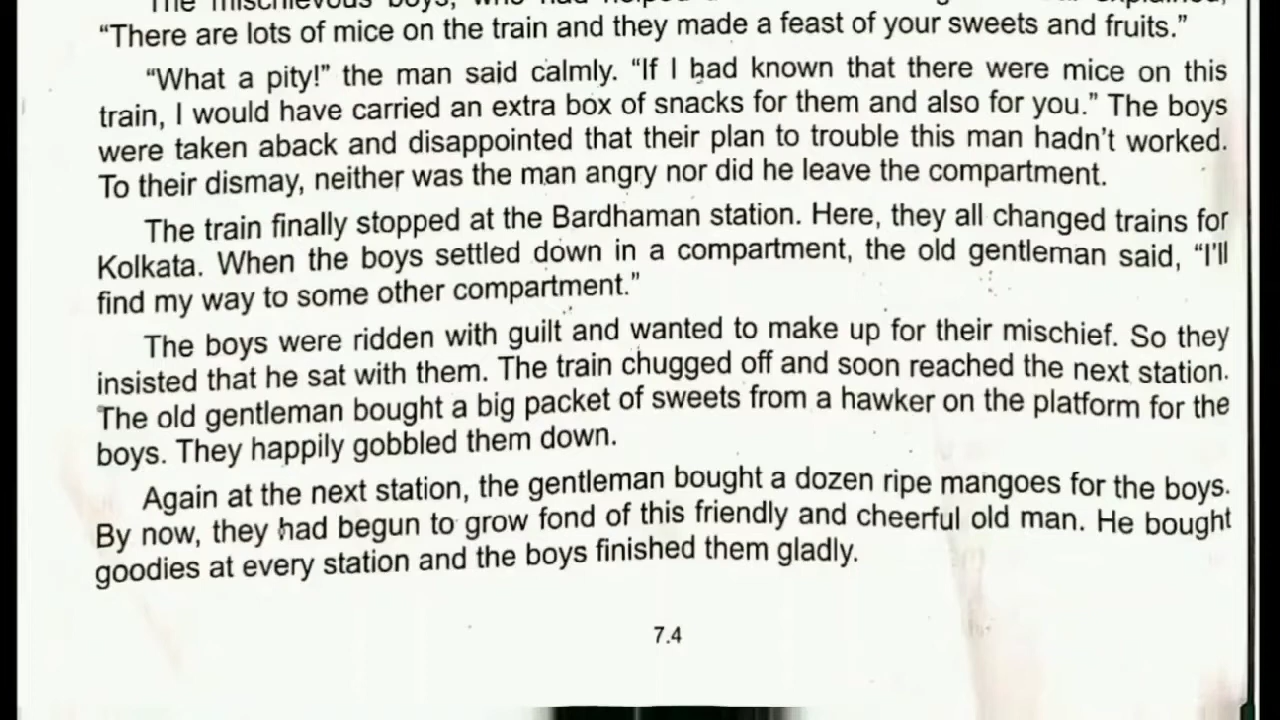 The mischievous boys, who had helped
“There are lots of mice on the train and they made a feast of your sweets and fruits.”
“What a pity!” the man said calmly. “If I had known that there were mice on this
train, I would have carried an extra box of snacks for them and also for you.” The boys
were taken aback and disappointed that their plan to trouble this man hadn’t worked.
To their dismay, neither was the man angry nor did he leave the compartment.
The train finally stopped at the Bardhaman station. Here, they all changed trains for
Kolkata. When the boys settled down in a compartment, the old gentleman said, “I’ll
find my way to some other compartment.”
The boys were ridden with guilt and wanted to make up for their mischief. So they
insisted that he sat with them. The train chugged off and soon reached the next station.
The old gentleman bought a big packet of sweets from a hawker on the platform for the
boys. They happily gobbled them down.
Again at the next station, the gentleman bought a dozen ripe mangoes for the boys.
By now, they had begun to grow fond of this friendly and cheerful old man. He bought
goodies at every station and the boys finished them gladly.
7.4